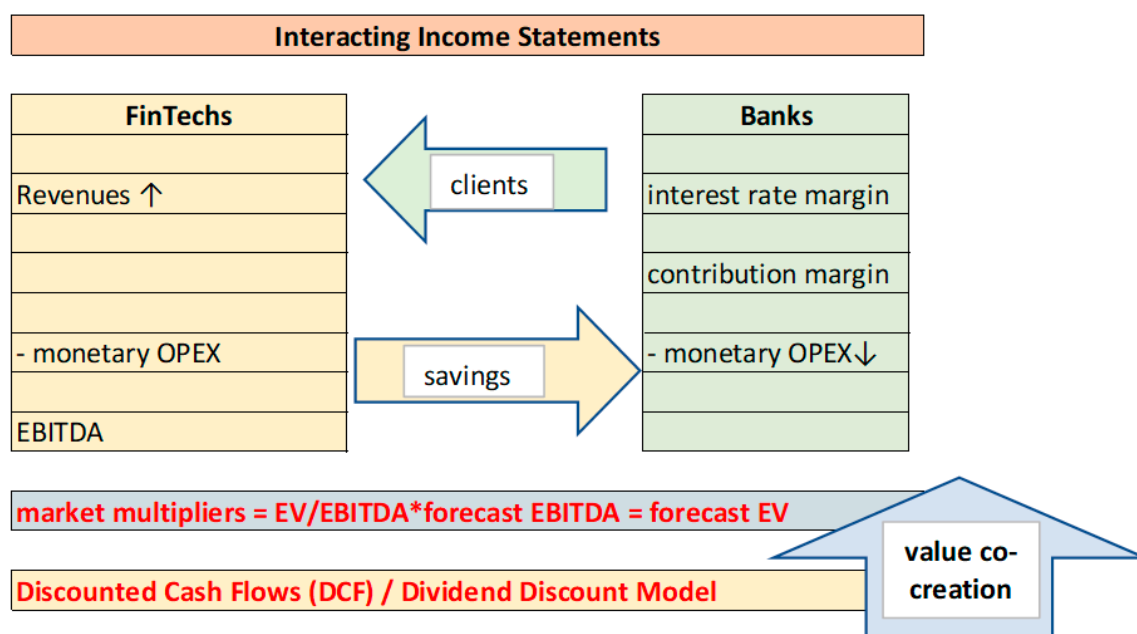 Interacting Income Statements
FinTechs
Banks
clients
Revenues ↑
interest rate margin
contribution margin
- monetary OPEX
- monetary OPEX↓
savings
EBITDA
market multipliers = EV/EBITDA*forecast EBITDA = forecast EV
value co-
creation
Discounted Cash Flows (DCF) / Dividend Discount Model